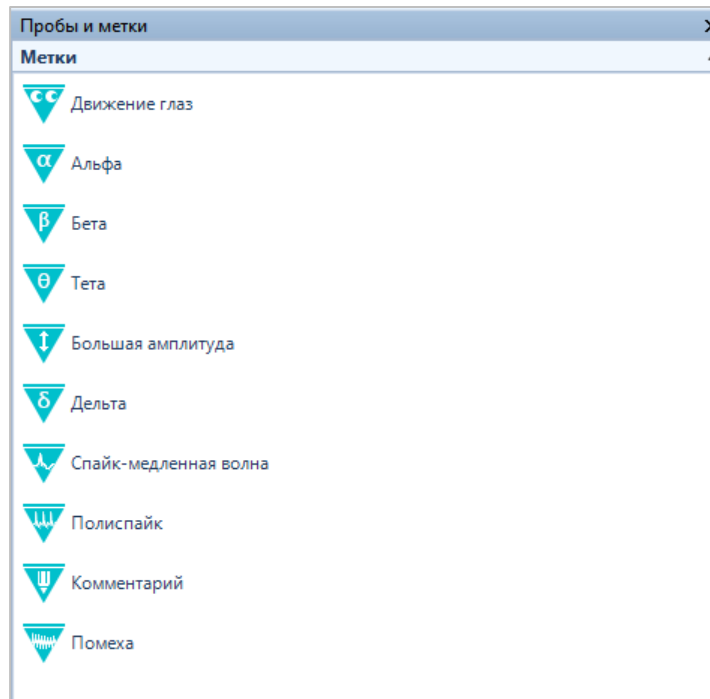 Пробы и метки
Метки
Движение глаз
α Альфа
β Бета
θ Тета
Большая амплитуда
δ Дельта
Спайк-медленная волна
Полиспайк
Комментарий
Помеха